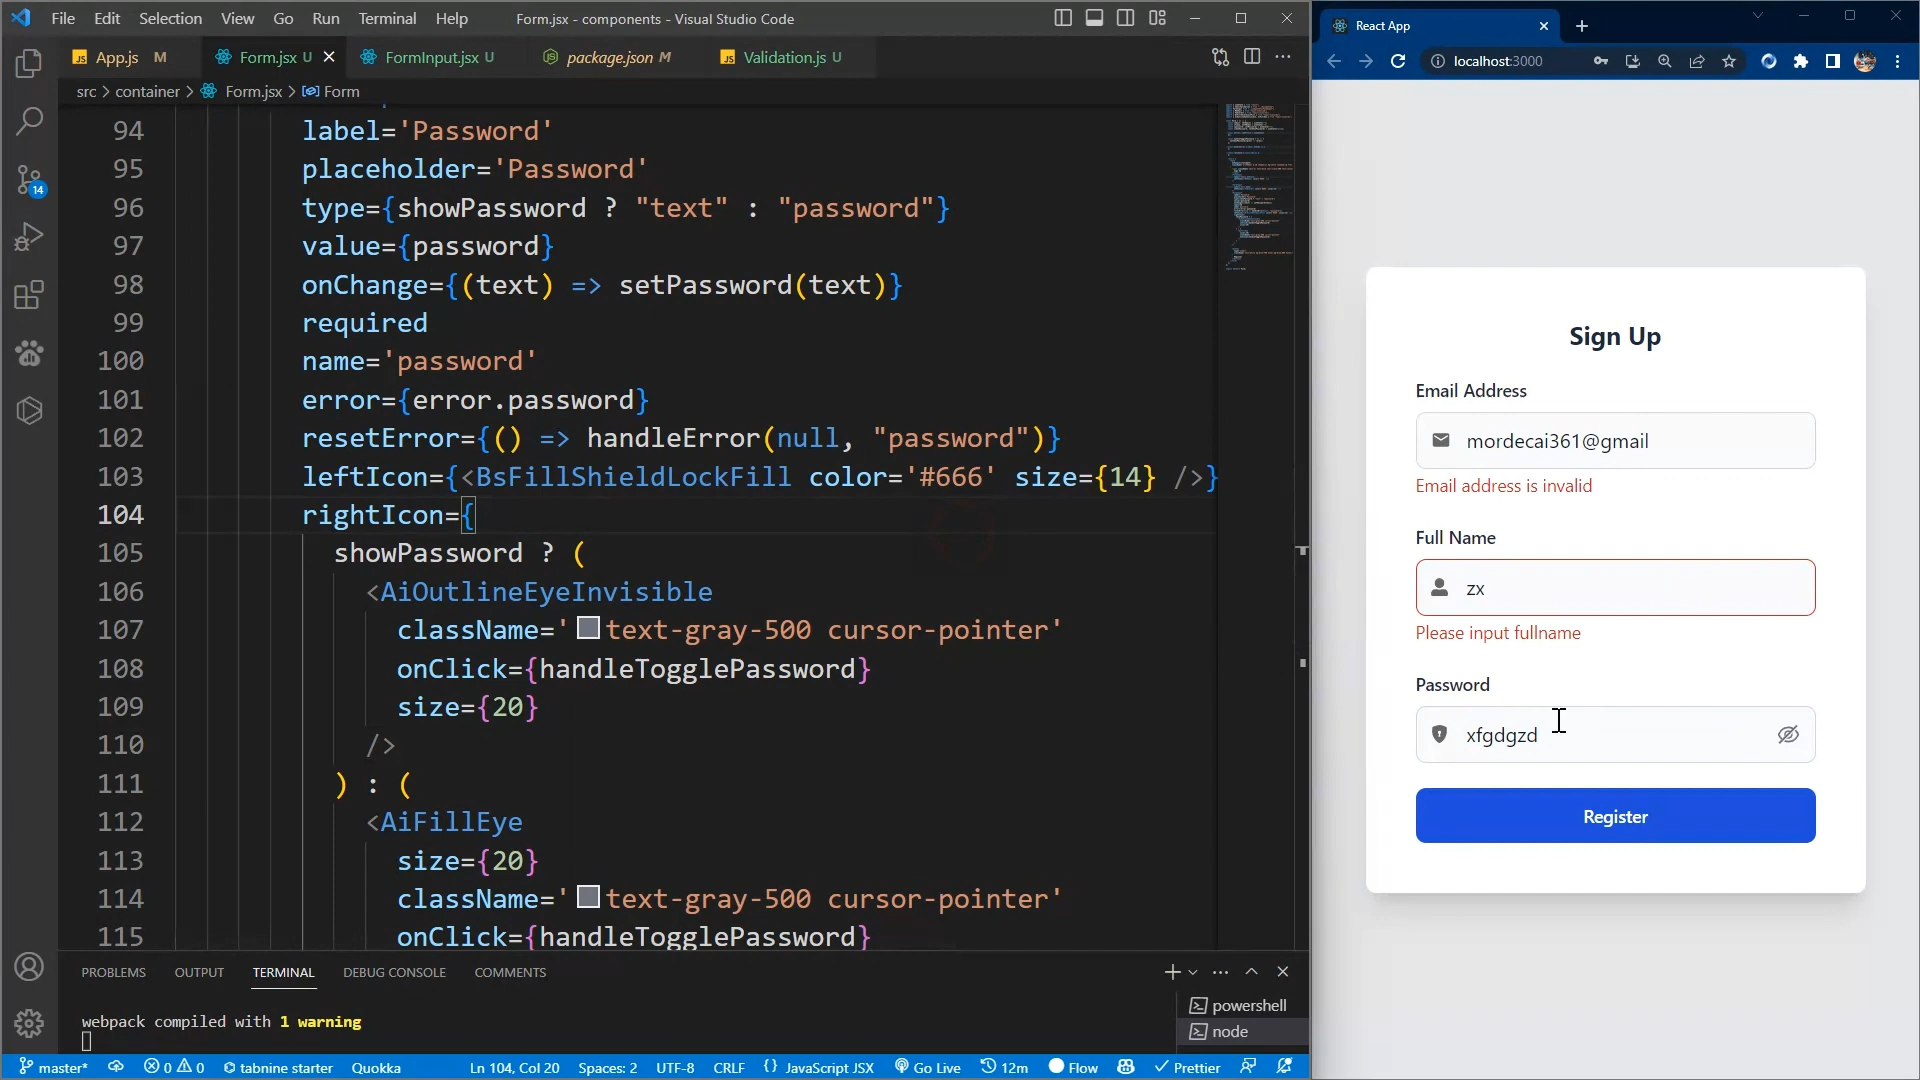 File Edit Selection View Go Run Terminal Help
Form.jsx - components - Visual Studio Code
App.js M
Form.jsx U
FormInput.jsx U
package.json M
Validation.js U
src > container > Form.jsx > Form
94 label='Password'
95 placeholder='Password'
96 type={showPassword ? "text" : "password"}
97 value={password}
98 onChange={(text) => setPassword(text)}
99 required
100 name='password'
101 error={error.password}
102 resetError={() => handleError(null, "password")}
103 leftIcon={<BsFillShieldLockFill color='#666' size={14} />}
104 rightIcon={
105 showPassword ? (
106 <AiOutlineEyeInvisible
107 className='text-gray-500 cursor-pointer'
108 onClick={handleTogglePassword}
109 size={20}
110 />
111 ) : (
112 <AiFillEye
113 size={20}
114 className='text-gray-500 cursor-pointer'
115 onClick={handleTogglePassword}
14
PROBLEMS OUTPUT TERMINAL DEBUG CONSOLE COMMENTS
webpack compiled with 1 warning
powershell
node
master* 0 0 tabnine starter Quokka Ln 104, Col 20 Spaces: 2 UTF-8 CRLF {} JavaScript JSX Go Live 12m Flow Prettier
React App
localhost:3000
Sign Up
Email Address
mordecai361@gmail
Email address is invalid
Full Name
zx
Please input fullname
Password
xfgdgzd
Register